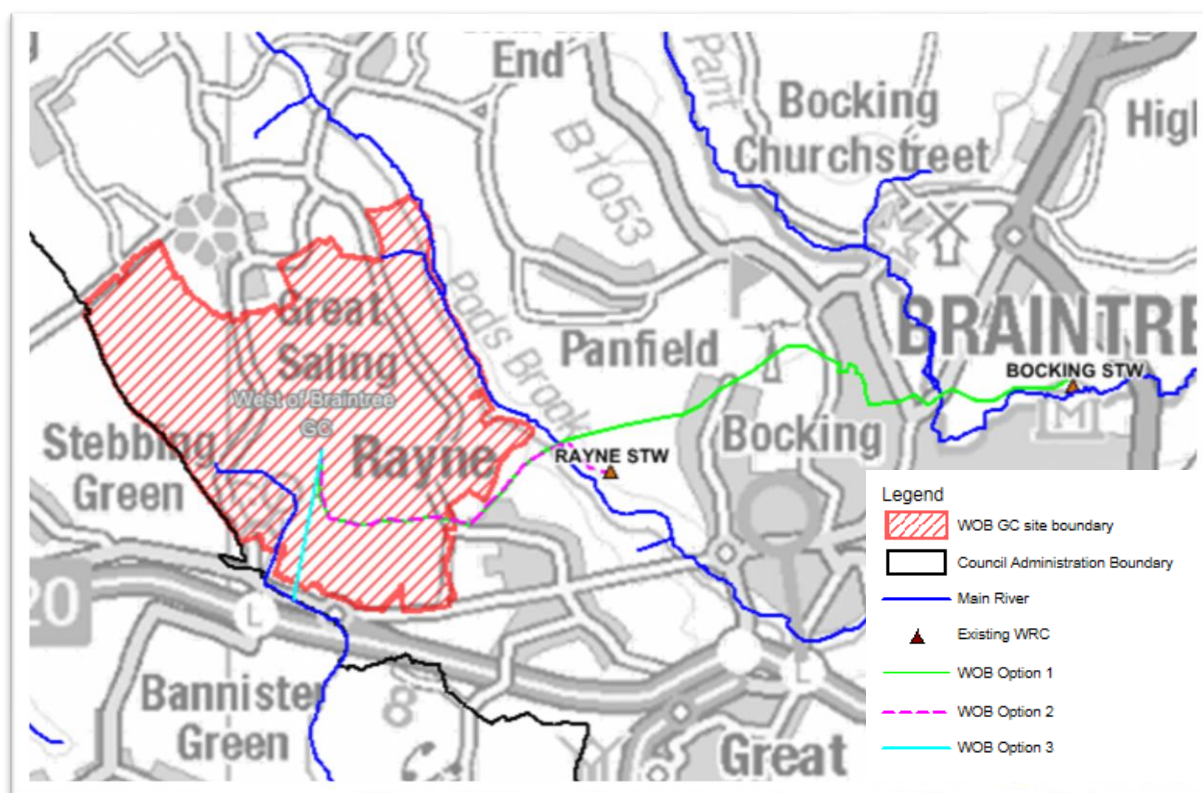 End
Pant
Bocking
Churchstreet
High
B1053
Great
Saling
Pods Brook
Panfield
BRAINTRE
BOCKING STW
West of Braintree
GC
Stebbing
Green
Rayne
RAYNE STW
Bocking
20
L
Bannister
Green
8
L
Great
Legend
WOB GC site boundary
Council Administration Boundary
Main River
Existing WRC
WOB Option 1
WOB Option 2
WOB Option 3